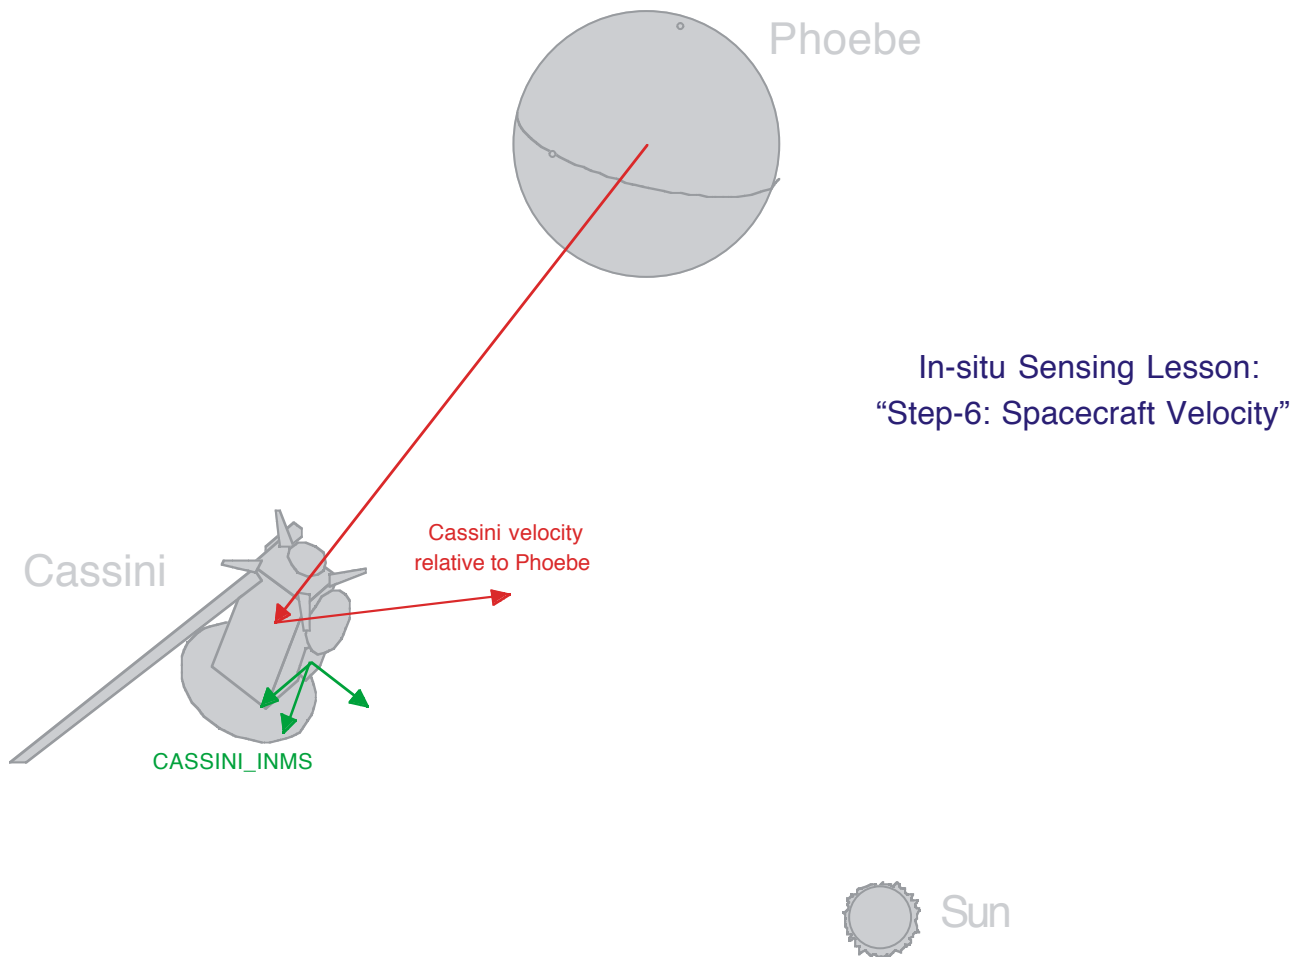 Phoebe
In-situ Sensing Lesson:
“Step-6: Spacecraft Velocity”
Cassini velocity
relative to Phoebe
Cassini
CASSINI_INMS
Sun